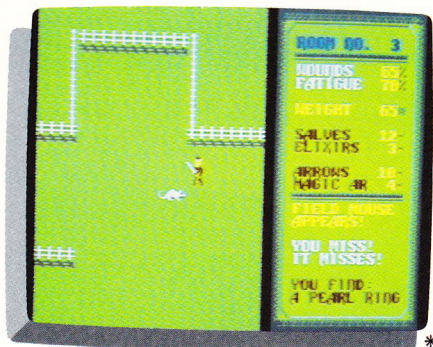 ROOM NO. 3
WOUNDS 65%
FATIGUE 70%
WEIGHT 65%
SALVES 12-
ELIXIRS 3-
ARROWS 10-
MAGIC AR 4-
FIELD MOUSE
APPEARS!
YOU MISS!
IT MISSES!
YOU FIND:
A PEARL RING
*